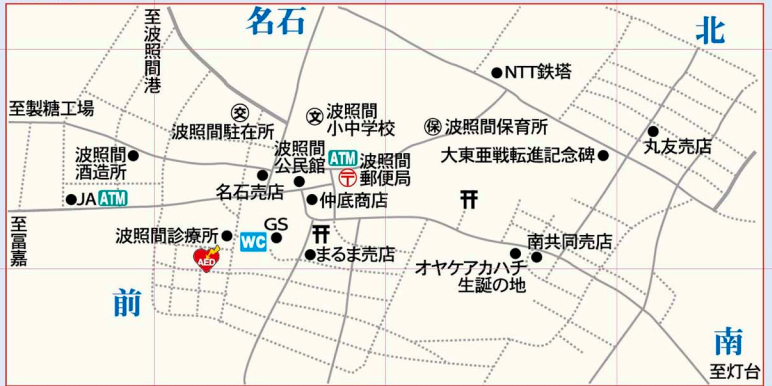 名石
北
至波照間港
NTT鉄塔
至製糖工場
交
波照間駐在所
文
波照間
小中学校
保
波照間保育所
丸友売店
波照間
酒造所
波照間
公民館
ATM
〒
波照間
郵便局
大東亜戦転進記念碑
名石売店
JA ATM
仲底商店
至冨嘉
波照間診療所
WC
GS
AED
まるま売店
南共同売店
オヤケアカハチ
生誕の地
前
南
至灯台